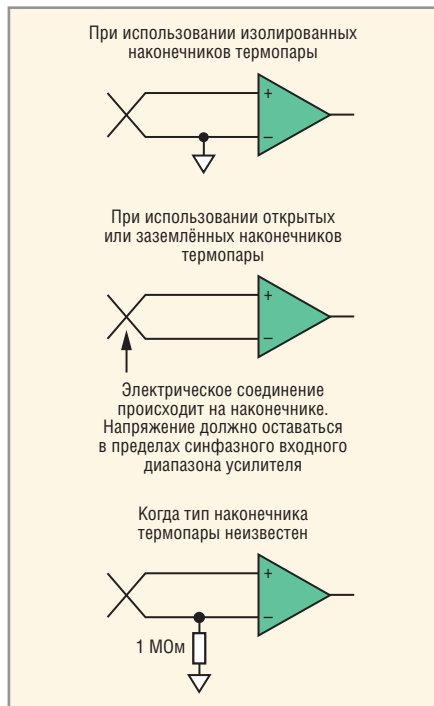 При использовании изолированных
наконечников термопары
+
–
При использовании открытых
или заземлённых наконечников
термопары
+
–
Электрическое соединение
происходит на наконечнике.
Напряжение должно оставаться
в пределах синфазного входного
диапазона усилителя
Когда тип наконечника
термопары неизвестен
+
–
1 МОм